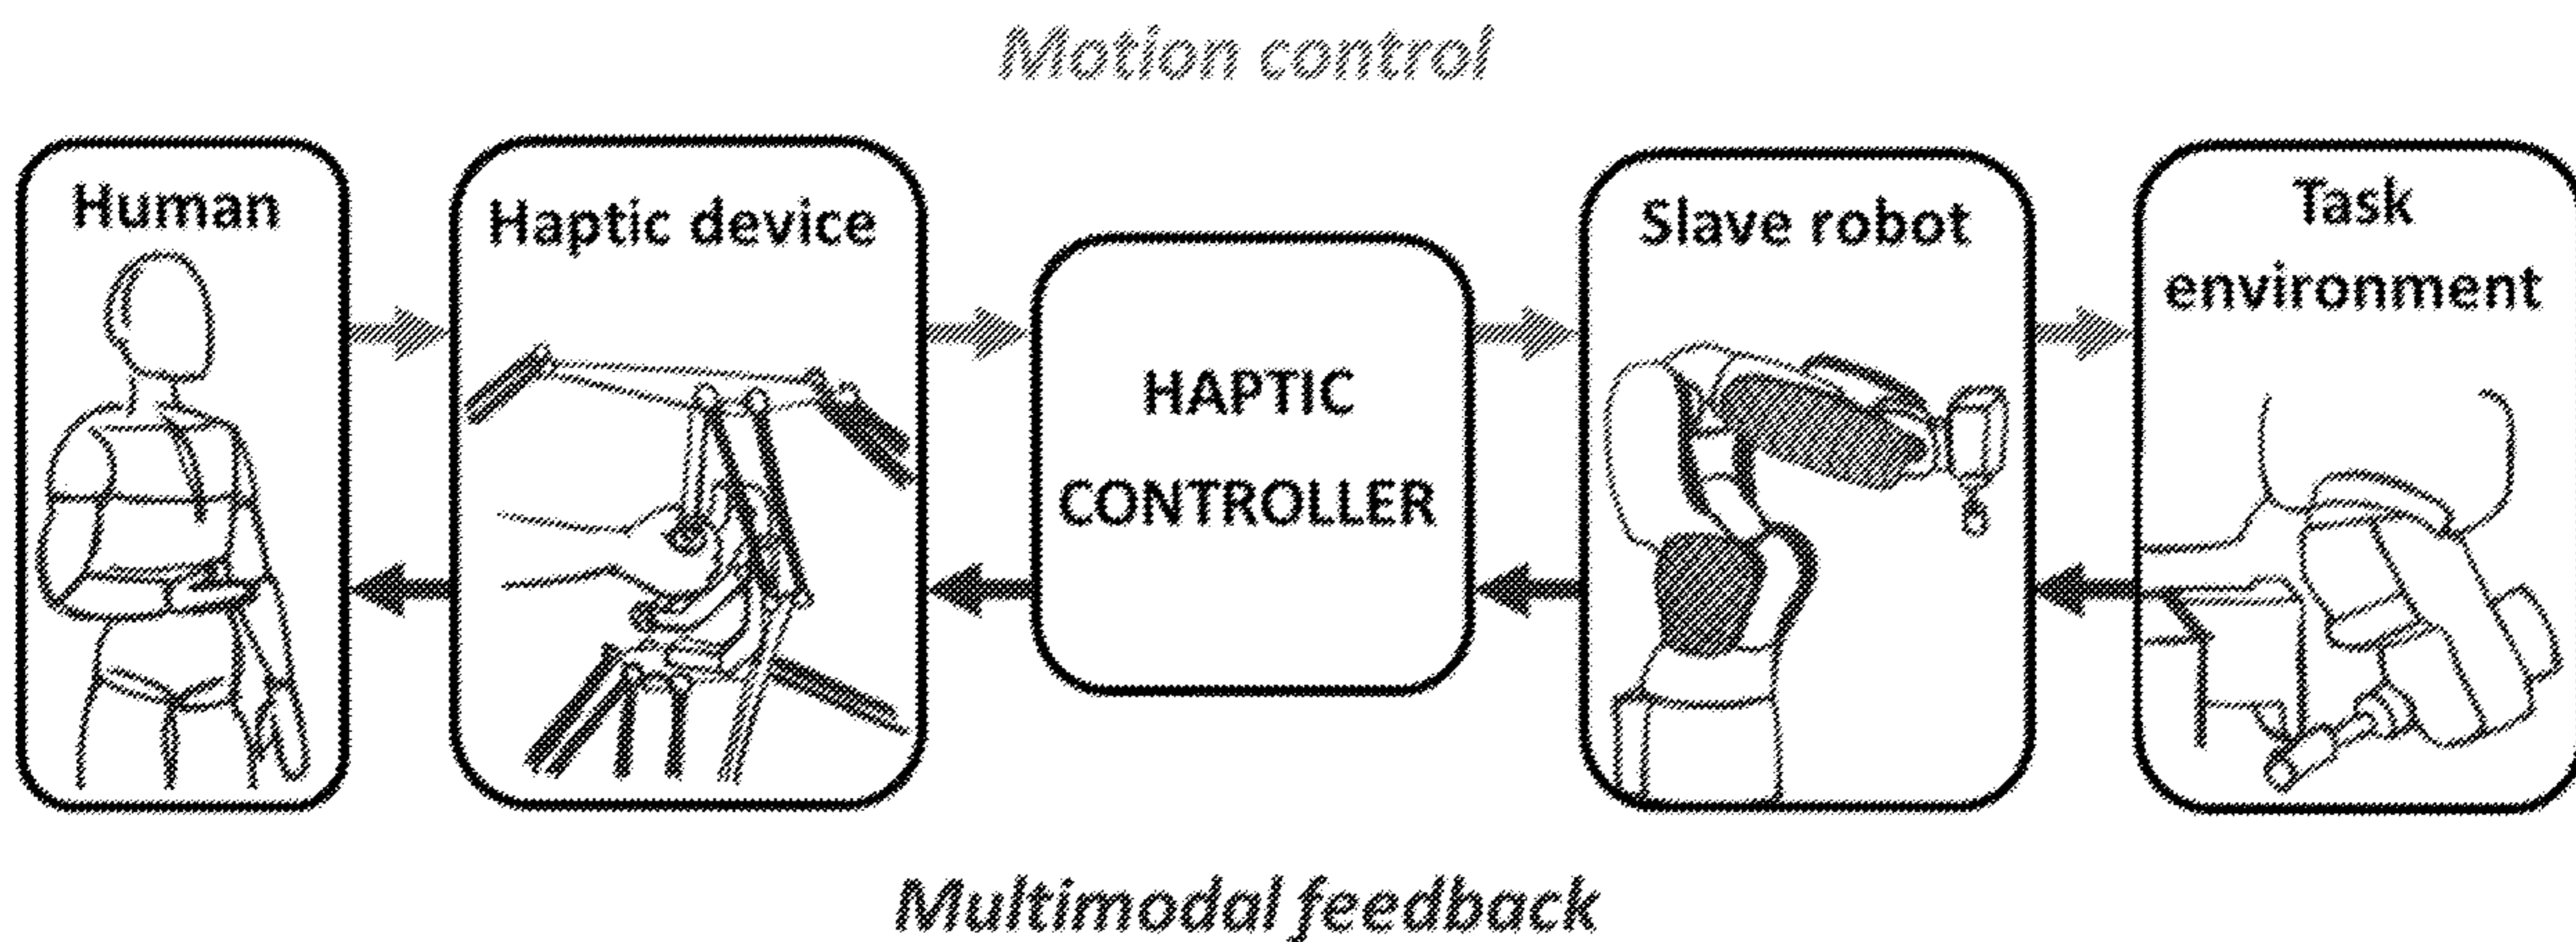 Motion control
Human
Haptic device
HAPTIC
CONTROLLER
Slave robot
Task
environment
Multimodal feedback